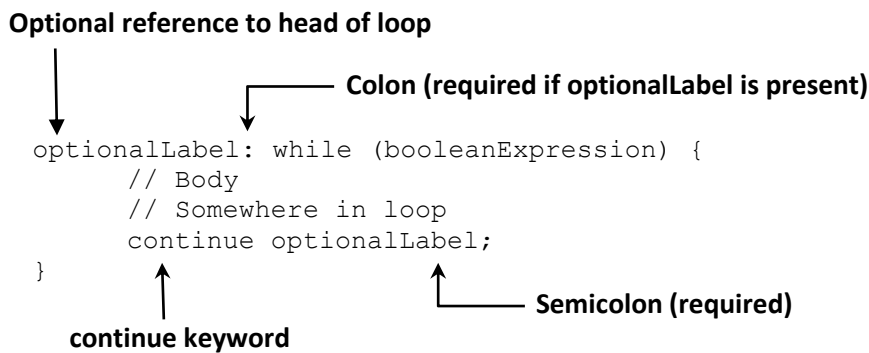 Optional reference to head of loop
Colon (required if optionalLabel is present)
optionalLabel: while (booleanExpression) {
// Body
// Somewhere in loop
continue optionalLabel;
}
Semicolon (required)
continue keyword